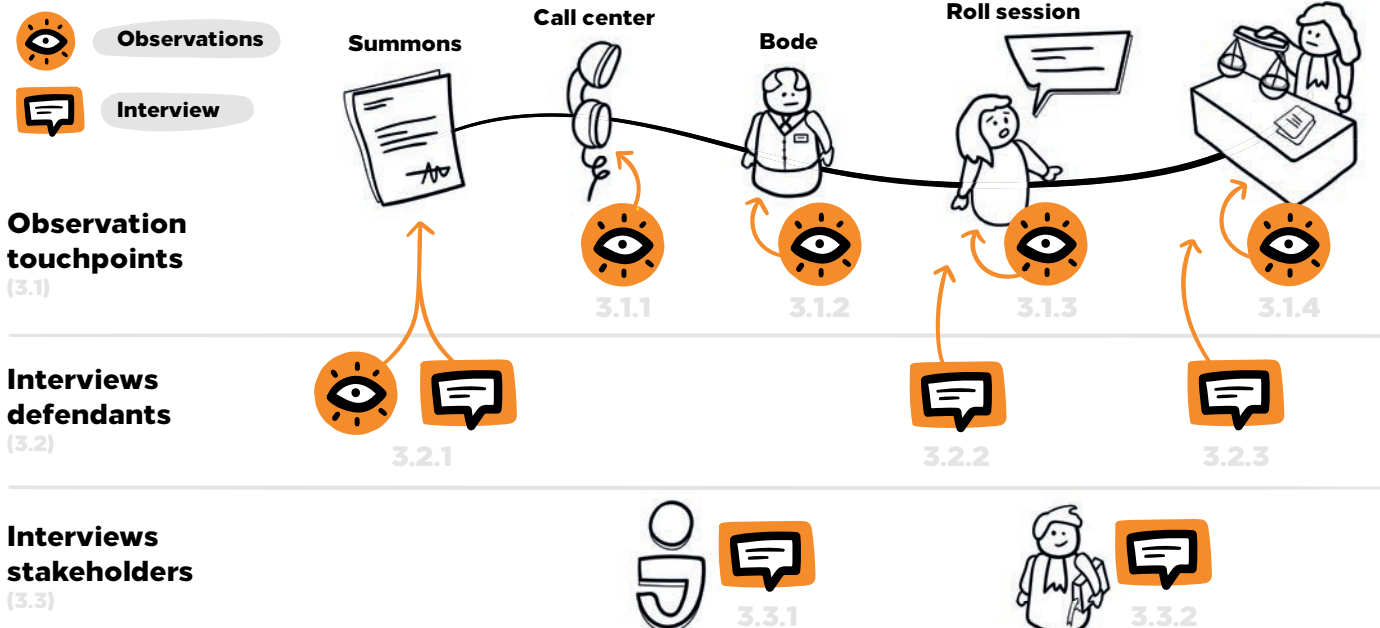 Observations
Interview
Summons
Call center
Bode
Roll session
Observation
touchpoints
(3.1)
3.1.1
3.1.2
3.1.3
3.1.4
Interviews
defendants
(3.2)
3.2.1
3.2.2
3.2.3
Interviews
stakeholders
(3.3)
3.3.1
3.3.2